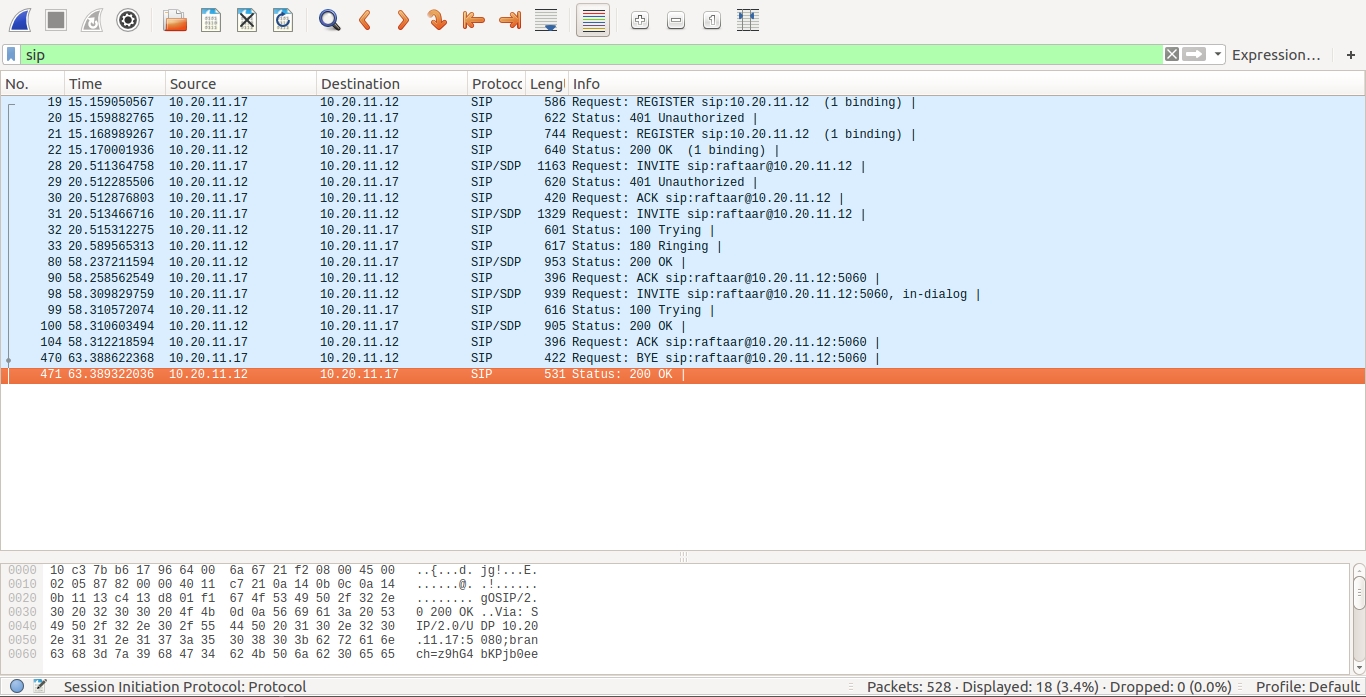 sip
Expression… +
No. Time Source Destination Protoc Lengt Info
19 15.159050567 10.20.11.17 10.20.11.12 SIP 586 Request: REGISTER sip:10.20.11.12 (1 binding) |
20 15.159882765 10.20.11.12 10.20.11.17 SIP 622 Status: 401 Unauthorized |
21 15.168989267 10.20.11.17 10.20.11.12 SIP 744 Request: REGISTER sip:10.20.11.12 (1 binding) |
22 15.170001936 10.20.11.12 10.20.11.17 SIP 640 Status: 200 OK (1 binding) |
28 20.511364758 10.20.11.17 10.20.11.12 SIP/SDP 1163 Request: INVITE sip:raftaar@10.20.11.12 |
29 20.512285506 10.20.11.12 10.20.11.17 SIP 620 Status: 401 Unauthorized |
30 20.512876803 10.20.11.17 10.20.11.12 SIP 420 Request: ACK sip:raftaar@10.20.11.12 |
31 20.513466716 10.20.11.17 10.20.11.12 SIP/SDP 1329 Request: INVITE sip:raftaar@10.20.11.12 |
32 20.515312275 10.20.11.12 10.20.11.17 SIP 601 Status: 100 Trying |
33 20.589565313 10.20.11.12 10.20.11.17 SIP 617 Status: 180 Ringing |
80 58.237211594 10.20.11.12 10.20.11.17 SIP/SDP 953 Status: 200 OK |
90 58.258562549 10.20.11.17 10.20.11.12 SIP 396 Request: ACK sip:raftaar@10.20.11.12:5060 |
98 58.309829759 10.20.11.17 10.20.11.12 SIP/SDP 939 Request: INVITE sip:raftaar@10.20.11.12:5060, in-dialog |
99 58.310572074 10.20.11.12 10.20.11.17 SIP 616 Status: 100 Trying |
100 58.310603494 10.20.11.12 10.20.11.17 SIP/SDP 905 Status: 200 OK |
104 58.312218594 10.20.11.17 10.20.11.12 SIP 396 Request: ACK sip:raftaar@10.20.11.12:5060 |
470 63.388622368 10.20.11.17 10.20.11.12 SIP 422 Request: BYE sip:raftaar@10.20.11.12:5060 |
471 63.389322036 10.20.11.12 10.20.11.17 SIP 531 Status: 200 OK |
0000 10 c3 7b b6 17 96 64 00 6a 67 21 f2 08 00 45 00 ..{...d. jg!...E.
0010 02 05 87 82 00 00 40 11 c7 21 0a 14 0b 0c 0a 14 ......@. .!......
0020 0b 11 13 c4 13 d8 01 f1 67 4f 53 49 50 2f 32 2e ........ gOSIP/2.
0030 30 20 32 30 30 20 4f 4b 0d 0a 56 69 61 3a 20 53 0 200 OK ..Via: S
0040 49 50 2f 32 2e 30 2f 55 44 50 20 31 30 2e 32 30 IP/2.0/U DP 10.20
0050 2e 31 31 2e 31 37 3a 35 30 38 30 3b 62 72 61 6e .11.17:5 080;bran
0060 63 68 3d 7a 39 68 47 34 62 4b 50 6a 62 30 65 65 ch=z9hG4 bKPjb0ee
Session Initiation Protocol: Protocol Packets: 528 · Displayed: 18 (3.4%) · Dropped: 0 (0.0%) Profile: Default